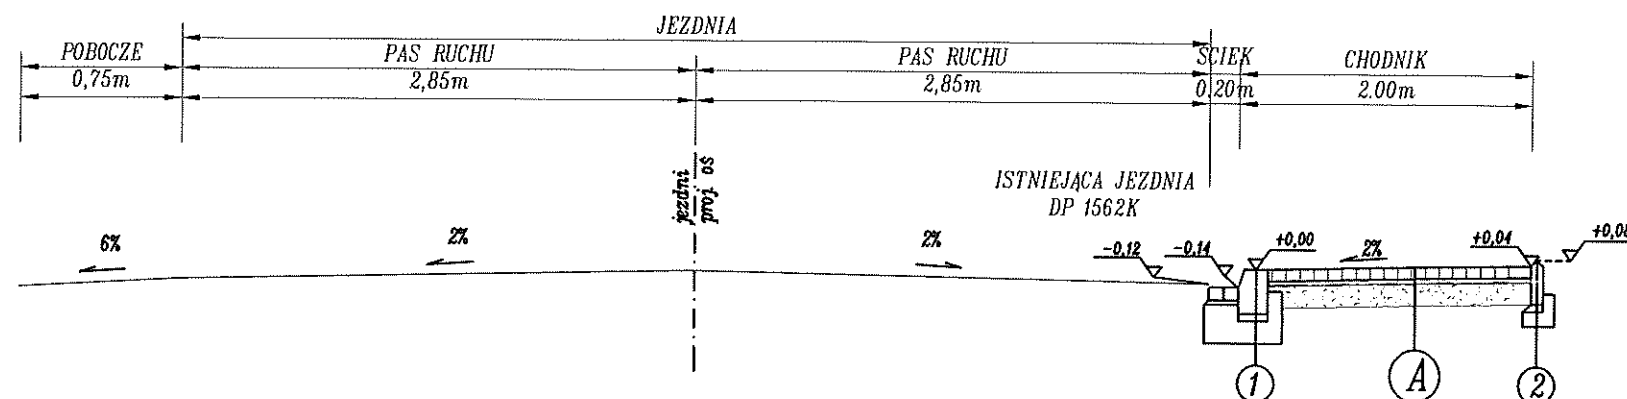 JEZDNIA
POBOCZE
PAS RUCHU
PAS RUCHU
ŚCIEK
CHODNIK
0,75m
2,85m
2,85m
0.20m
2.00m
jezdni
proj. oś
ISTNIEJĄCA JEZDNIA
DP 1562K
6%
2%
2%
-0,12
-0,14
+0,00
2%
+0,04
+0,08
1
A
2